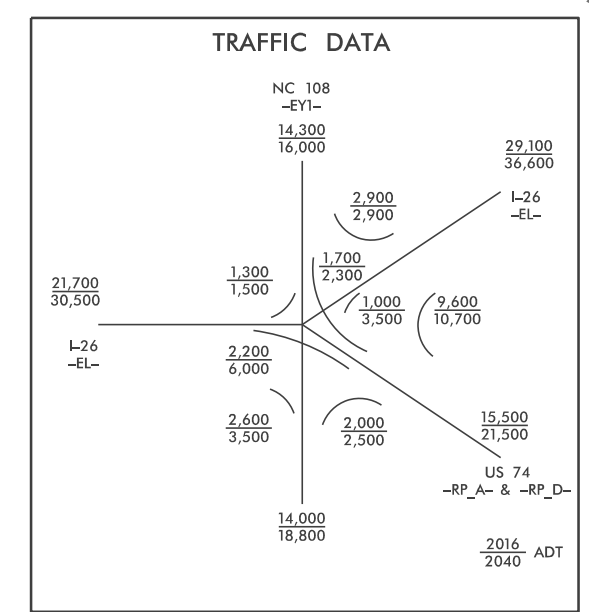 TRAFFIC DATA
NC 108
–EY1–
14,300
16,000
29,100
36,600
I–26
–EL–
2,900
2,900
1,700
2,300
1,300
1,500
21,700
30,500
1,000
3,500
9,600
10,700
I–26
–EL–
2,200
6,000
2,600
3,500
2,000
2,500
15,500
21,500
US 74
–RP_A– & –RP_D–
14,000
18,800
2016
2040 ADT